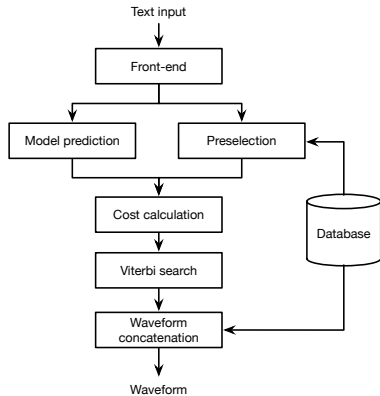 Text input
Front-end
Model prediction
Preselection
Cost calculation
Database
Viterbi search
Waveform
concatenation
Waveform